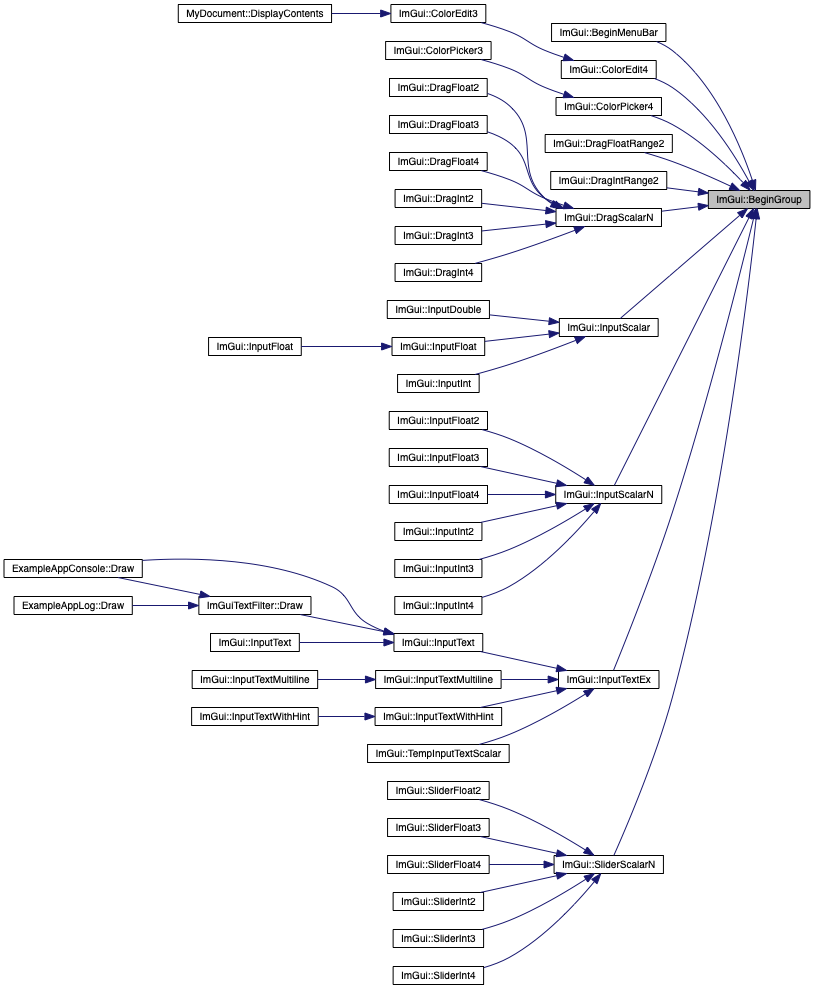 MyDocument::DisplayContents
ImGui::ColorEdit3
ImGui::BeginMenuBar
ImGui::ColorPicker3
ImGui::ColorEdit4
ImGui::DragFloat2
ImGui::ColorPicker4
ImGui::DragFloat3
ImGui::DragFloatRange2
ImGui::DragFloat4
ImGui::DragIntRange2
ImGui::DragInt2
ImGui::BeginGroup
ImGui::DragScalarN
ImGui::DragInt3
ImGui::DragInt4
ImGui::InputDouble
ImGui::InputScalar
ImGui::InputFloat
ImGui::InputFloat
ImGui::InputInt
ImGui::InputFloat2
ImGui::InputFloat3
ImGui::InputFloat4
ImGui::InputScalarN
ImGui::InputInt2
ImGui::InputInt3
ExampleAppConsole::Draw
ExampleAppLog::Draw
ImGuiTextFilter::Draw
ImGui::InputInt4
ImGui::InputText
ImGui::InputText
ImGui::InputTextMultiline
ImGui::InputTextMultiline
ImGui::InputTextEx
ImGui::InputTextWithHint
ImGui::InputTextWithHint
ImGui::TempInputTextScalar
ImGui::SliderFloat2
ImGui::SliderFloat3
ImGui::SliderFloat4
ImGui::SliderScalarN
ImGui::SliderInt2
ImGui::SliderInt3
ImGui::SliderInt4